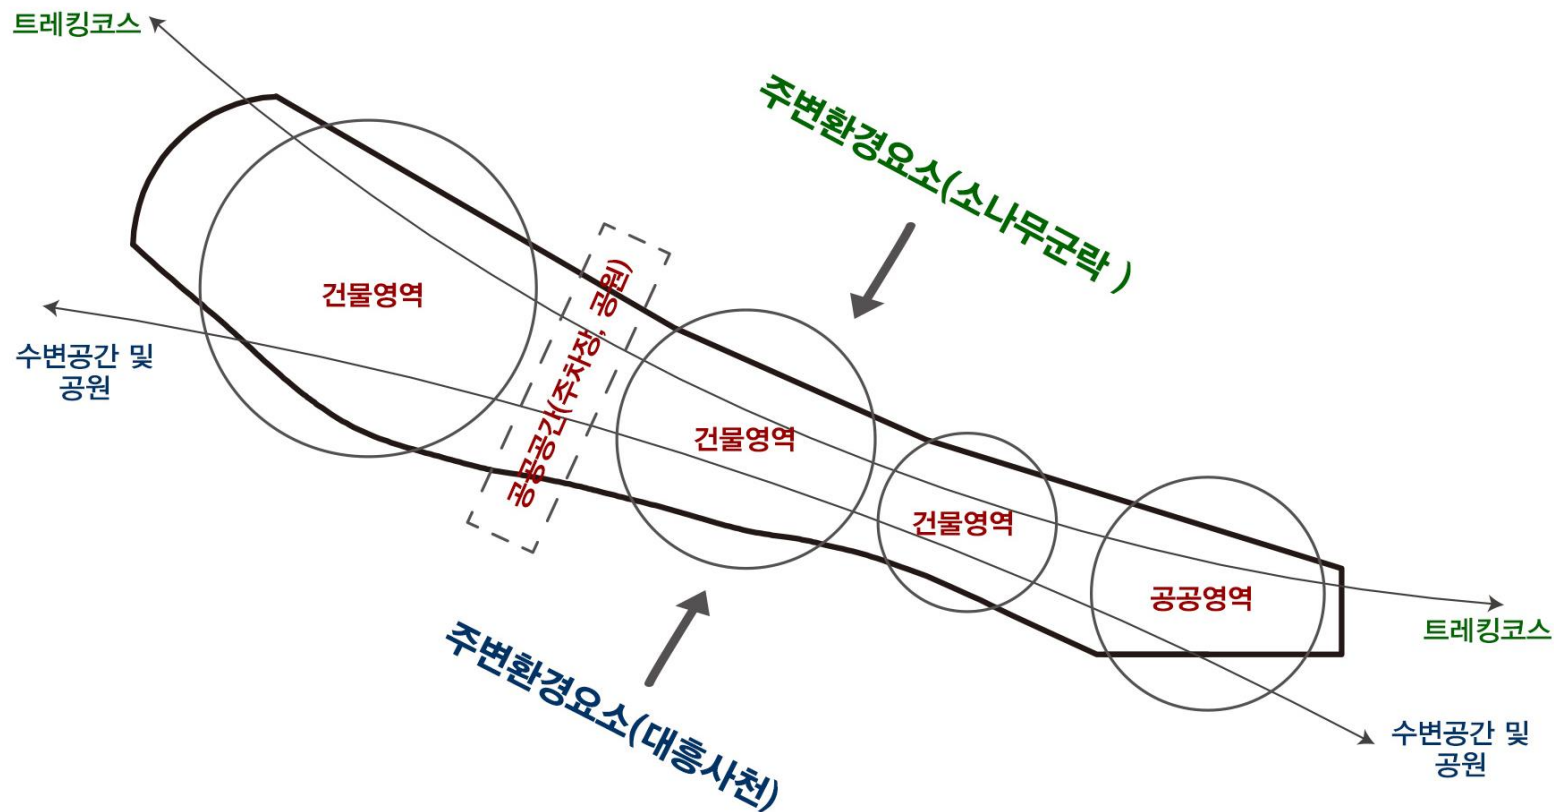 트레킹코스
주변환경요소(소나무군락 )
건물영역
공공공간(주차장, 공원)
수변공간 및
공원
건물영역
건물영역
공공영역
트레킹코스
주변환경요소(대흥사천)
수변공간 및
공원